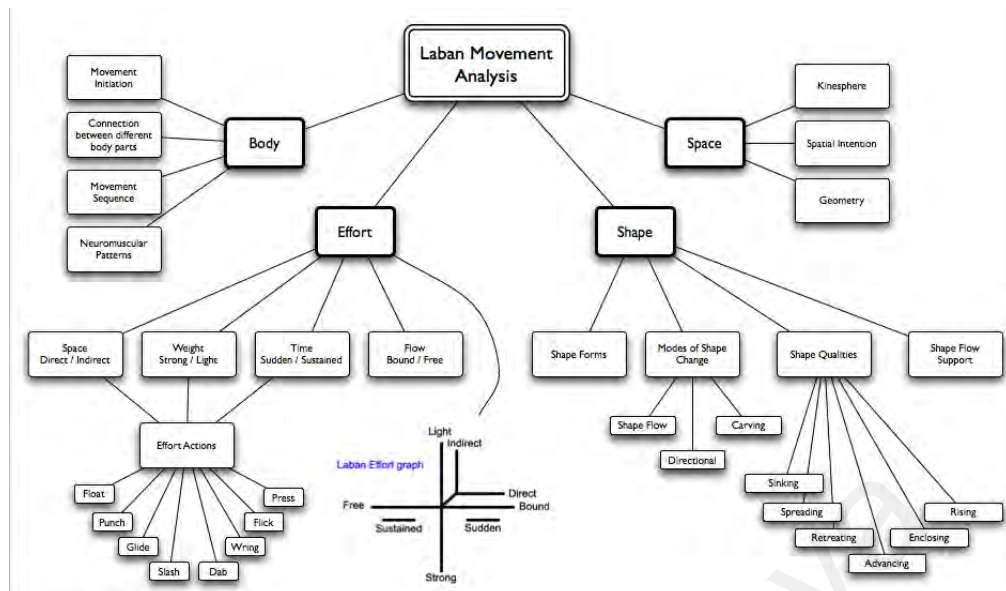 Laban Movement
Analysis
Movement
Initiation
Connection
between different
body parts
Movement
Sequence
Neuromuscular
Patterns
Body
Space
Kinesphere
Spatial Intention
Geometry
Effort
Shape
Space
Direct / Indirect
Weight
Strong / Light
Time
Sudden / Sustained
Flow
Bound / Free
Shape Forms
Modes of Shape
Change
Shape Qualities
Shape Flow
Support
Effort Actions
Float
Punch
Glide
Slash
Dab
Wring
Flick
Press
Laban Effort graph
Light
Indirect
Direct
Free
Bound
Sustained
Sudden
Strong
Shape Flow
Directional
Carving
Sinking
Spreading
Retreating
Advancing
Enclosing
Rising